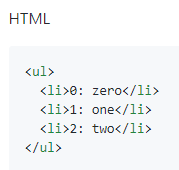 HTML
<ul>
  <li>0: zero</li>
  <li>1: one</li>
  <li>2: two</li>
</ul>